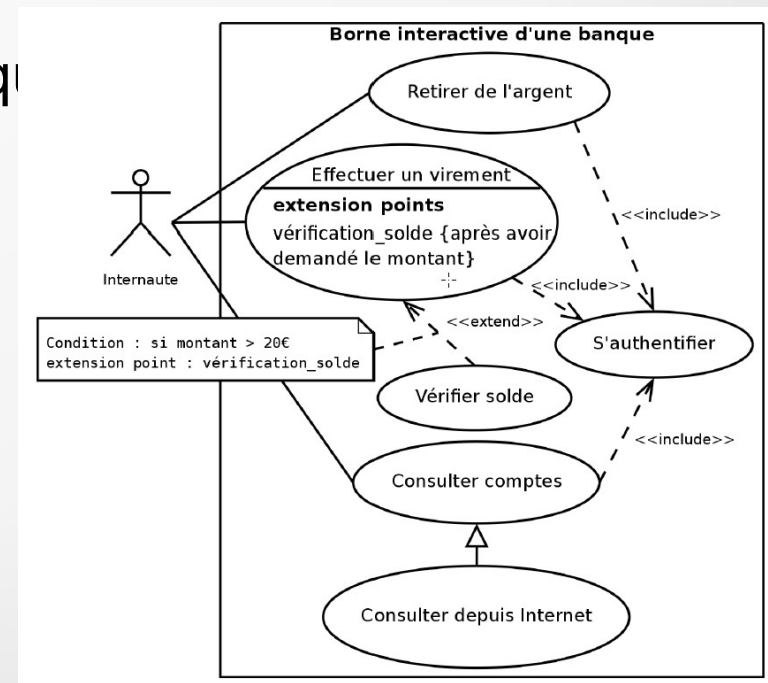 qu
Borne interactive d'une banque
Retirer de l'argent
Effectuer un virement
extension points
vérification_solde {après avoir
demandé le montant}
<<include>>
<<include>>
Internaute
<<extend>>
Condition : si montant > 20€
extension point : vérification_solde
S'authentifier
Vérifier solde
<<include>>
Consulter comptes
Consulter depuis Internet